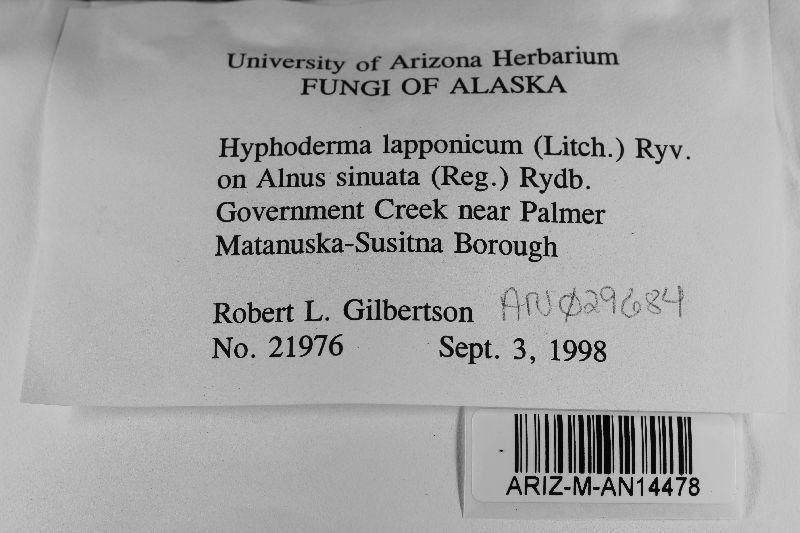 University of Arizona Herbarium
FUNGI OF ALASKA
Hyphoderma lapponicum (Litch.) Ryv.
on Alnus sinuata (Reg.) Rydb.
Government Creek near Palmer
Matanuska-Susitna Borough
Robert L. Gilbertson AN029684
No. 21976 Sept. 3, 1998
ARIZ-M-AN14478